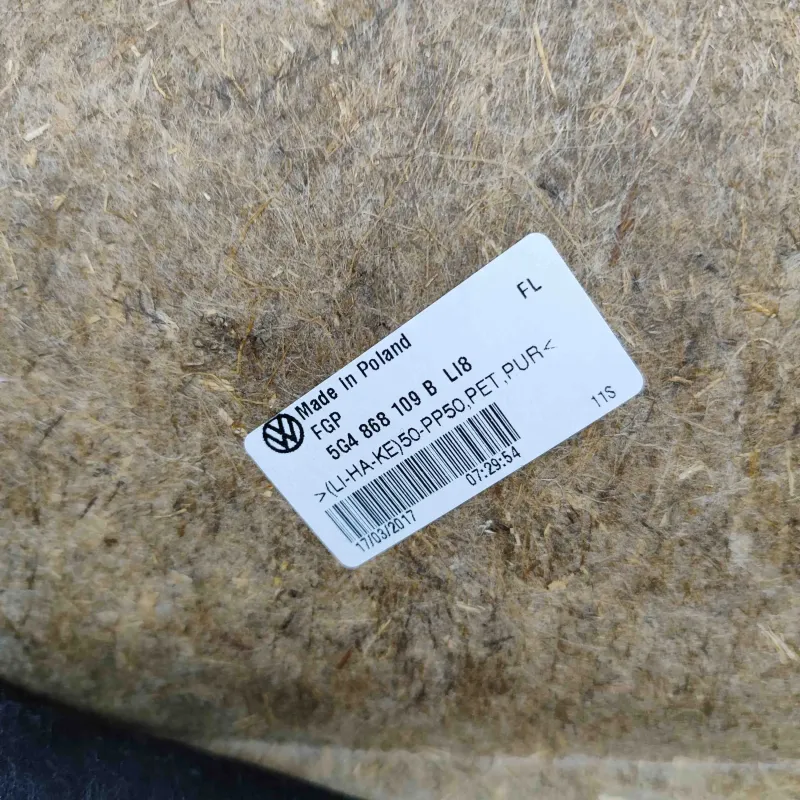 Made in Poland
FGP
FL
5G4 868 109 B LI8
>(LI-HA-KE)50-PP50,PET,PUR<
17/03/2017
07:29:54
11S